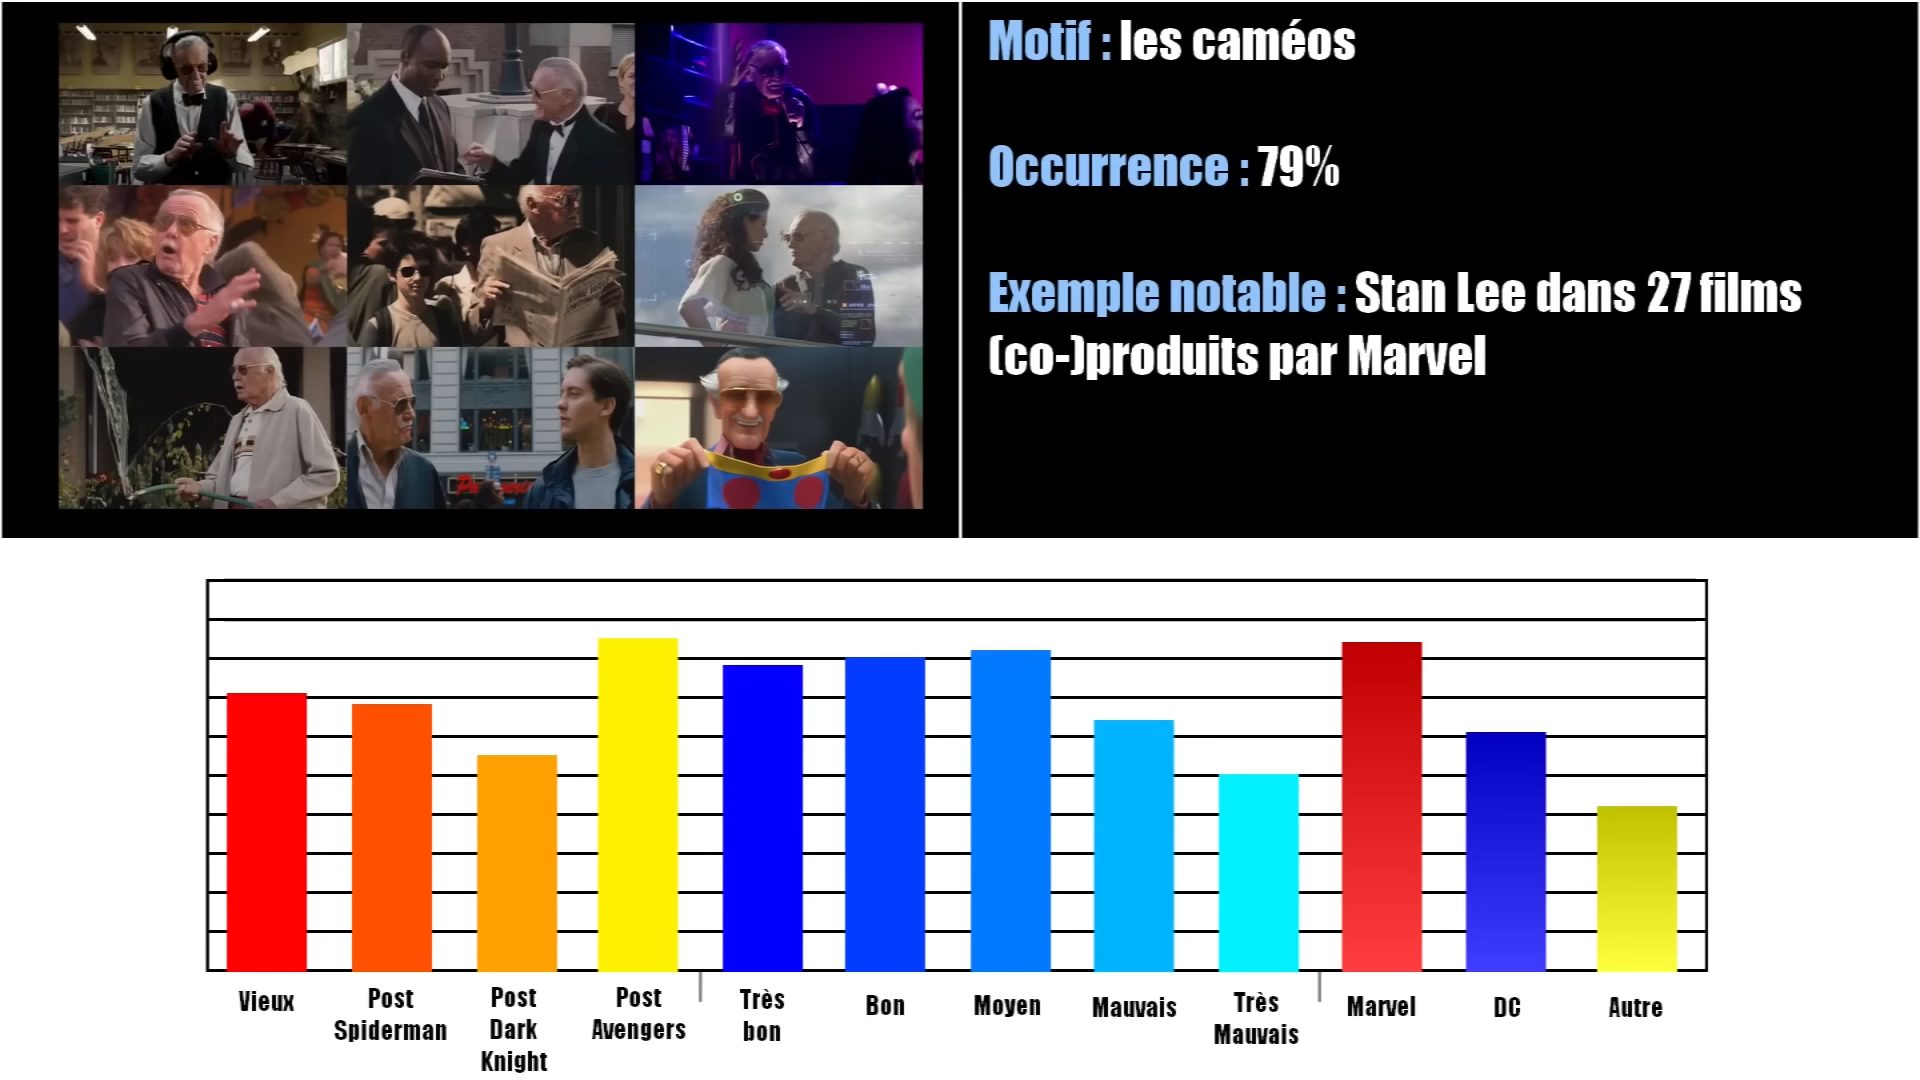 Motif : les caméos
Occurrence : 79%
Exemple notable : Stan Lee dans 27 films
(co-)produits par Marvel
Vieux
Post
Spiderman
Post
Dark
Knight
Post
Avengers
Très
bon
Bon
Moyen
Mauvais
Très
Mauvais
Marvel
DC
Autre